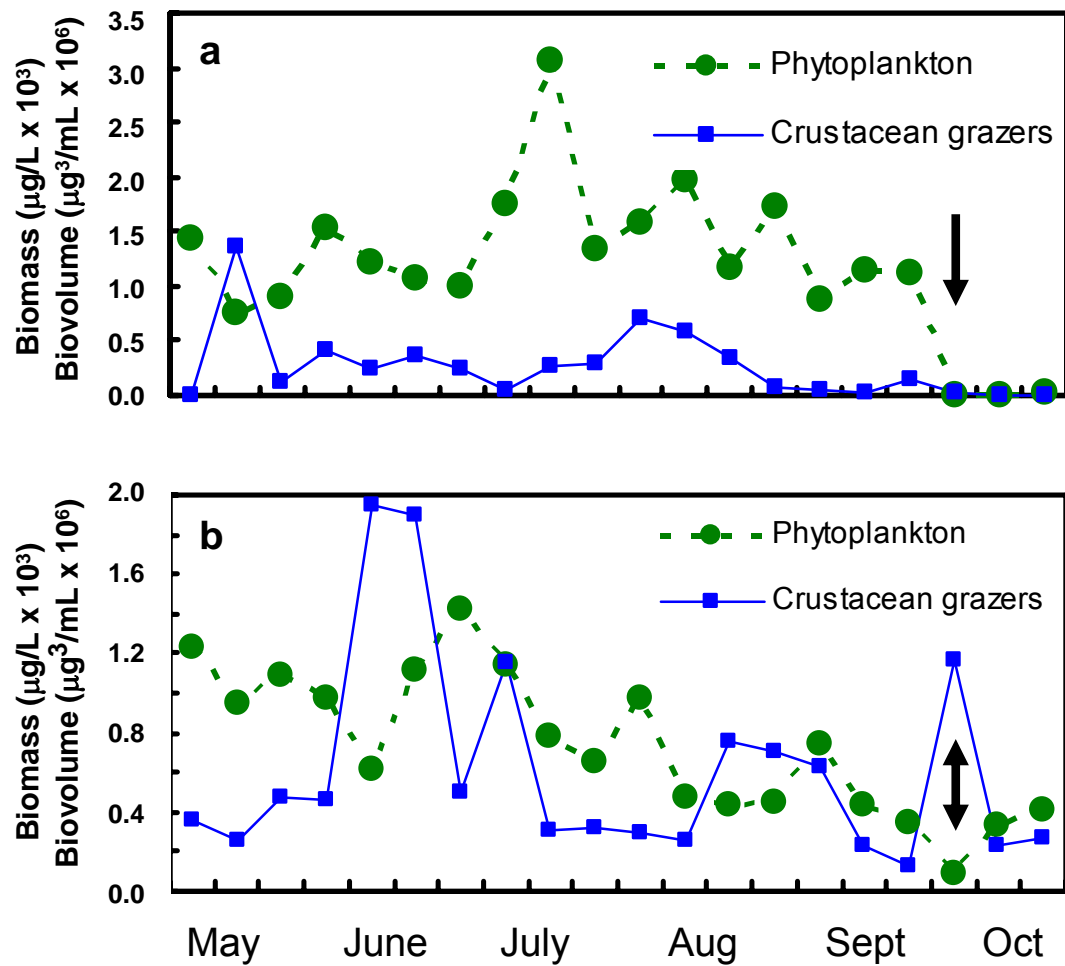 Biomass (µg/L x 10³)
Biovolume (µg³/mL x 10⁶)
3.5
3.0
2.5
2.0
1.5
1.0
0.5
0.0
a
Phytoplankton
Crustacean grazers
Biomass (µg/L x 10³)
Biovolume (µg³/mL x 10⁶)
2.0
1.6
1.2
0.8
0.4
0.0
b
Phytoplankton
Crustacean grazers
May June July Aug Sept Oct